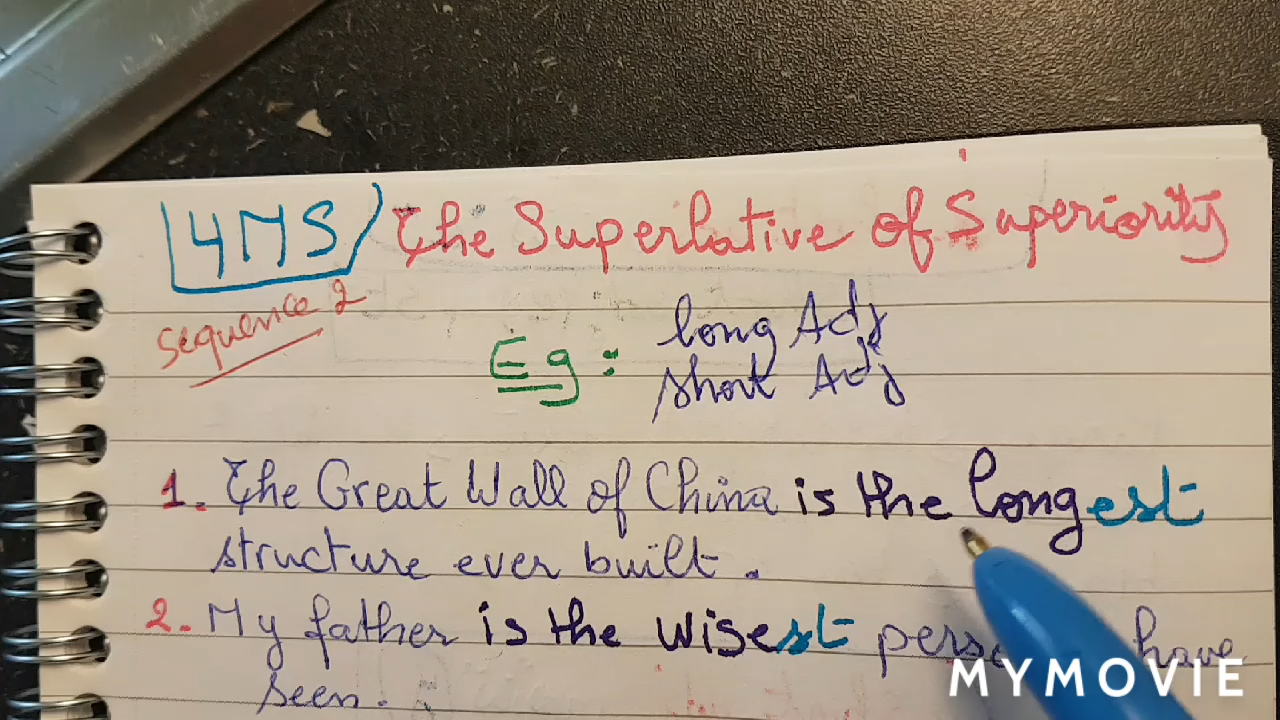 4MS The Superlative of Superiority
Sequence 2
Eg: long Adj
short Adj
1. The Great Wall of China is the longest
structure ever built.
2. My father is the wisest have
seen.
MYMOVIE